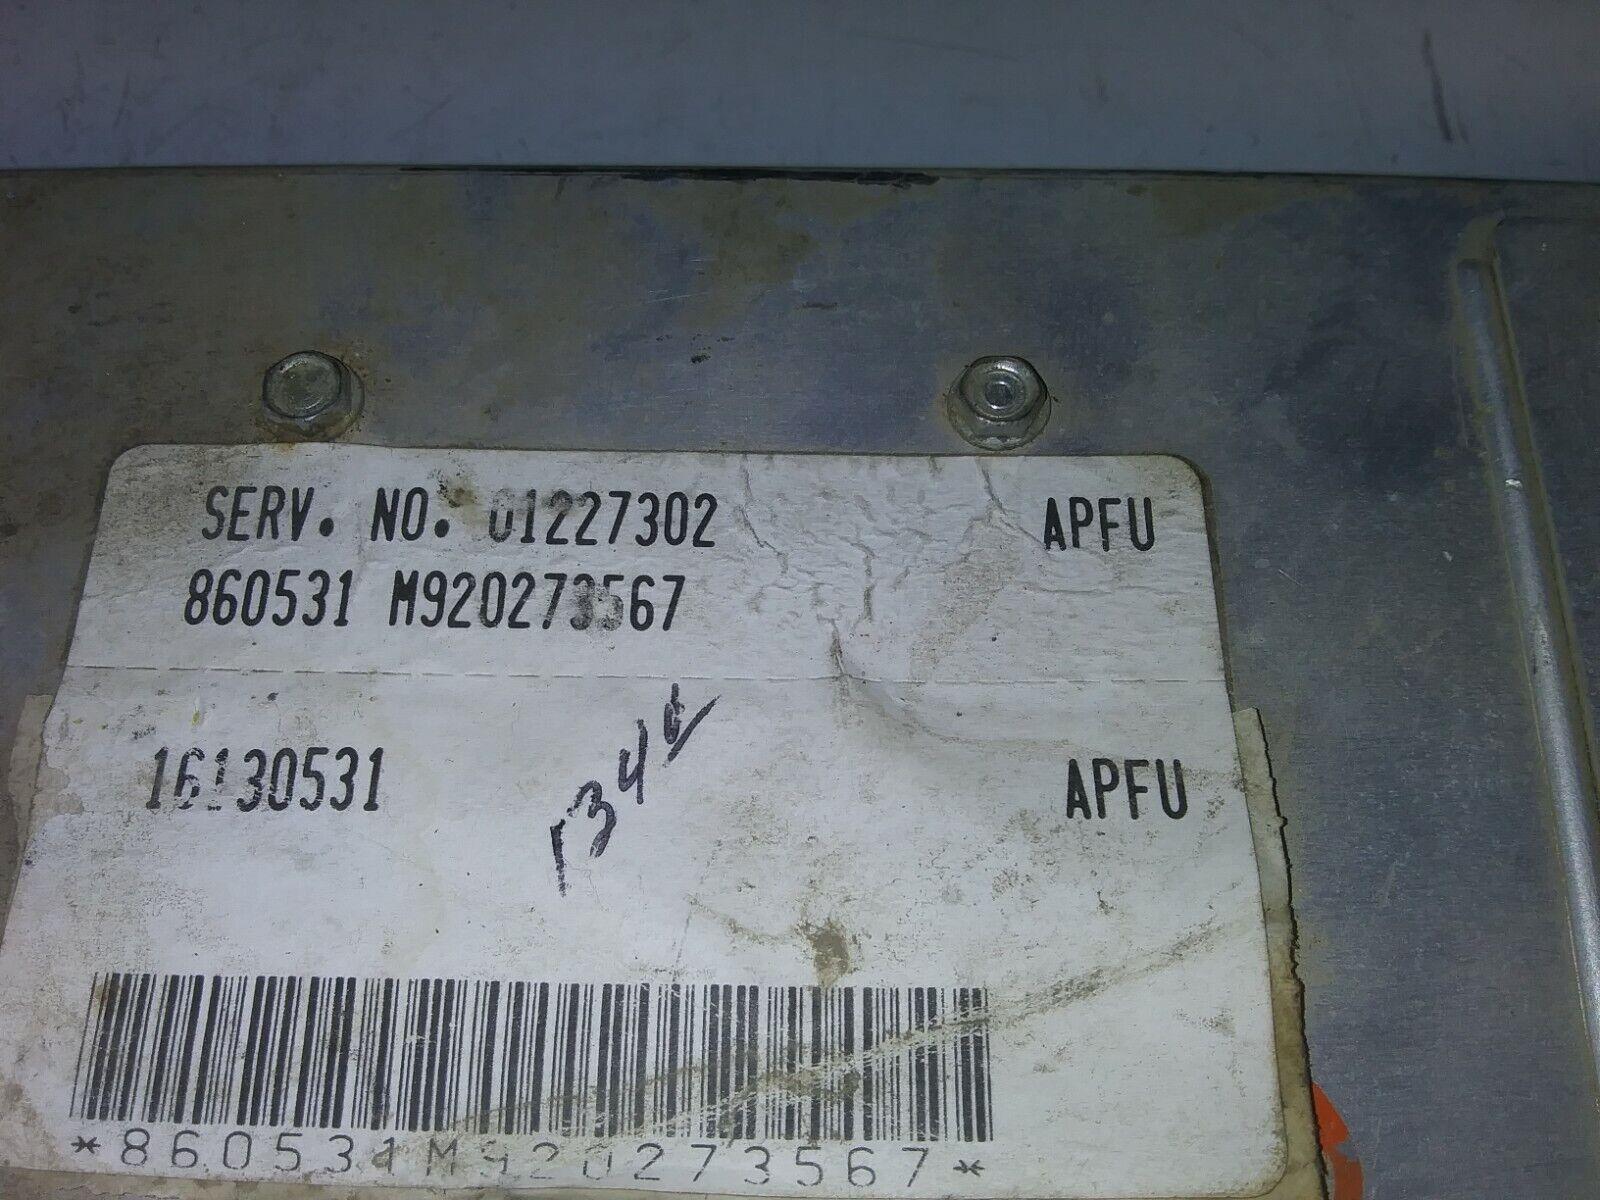 SERV. NO. 01227302 APFU
860531 M920273567
16130531 APFU
*860531M920273567*